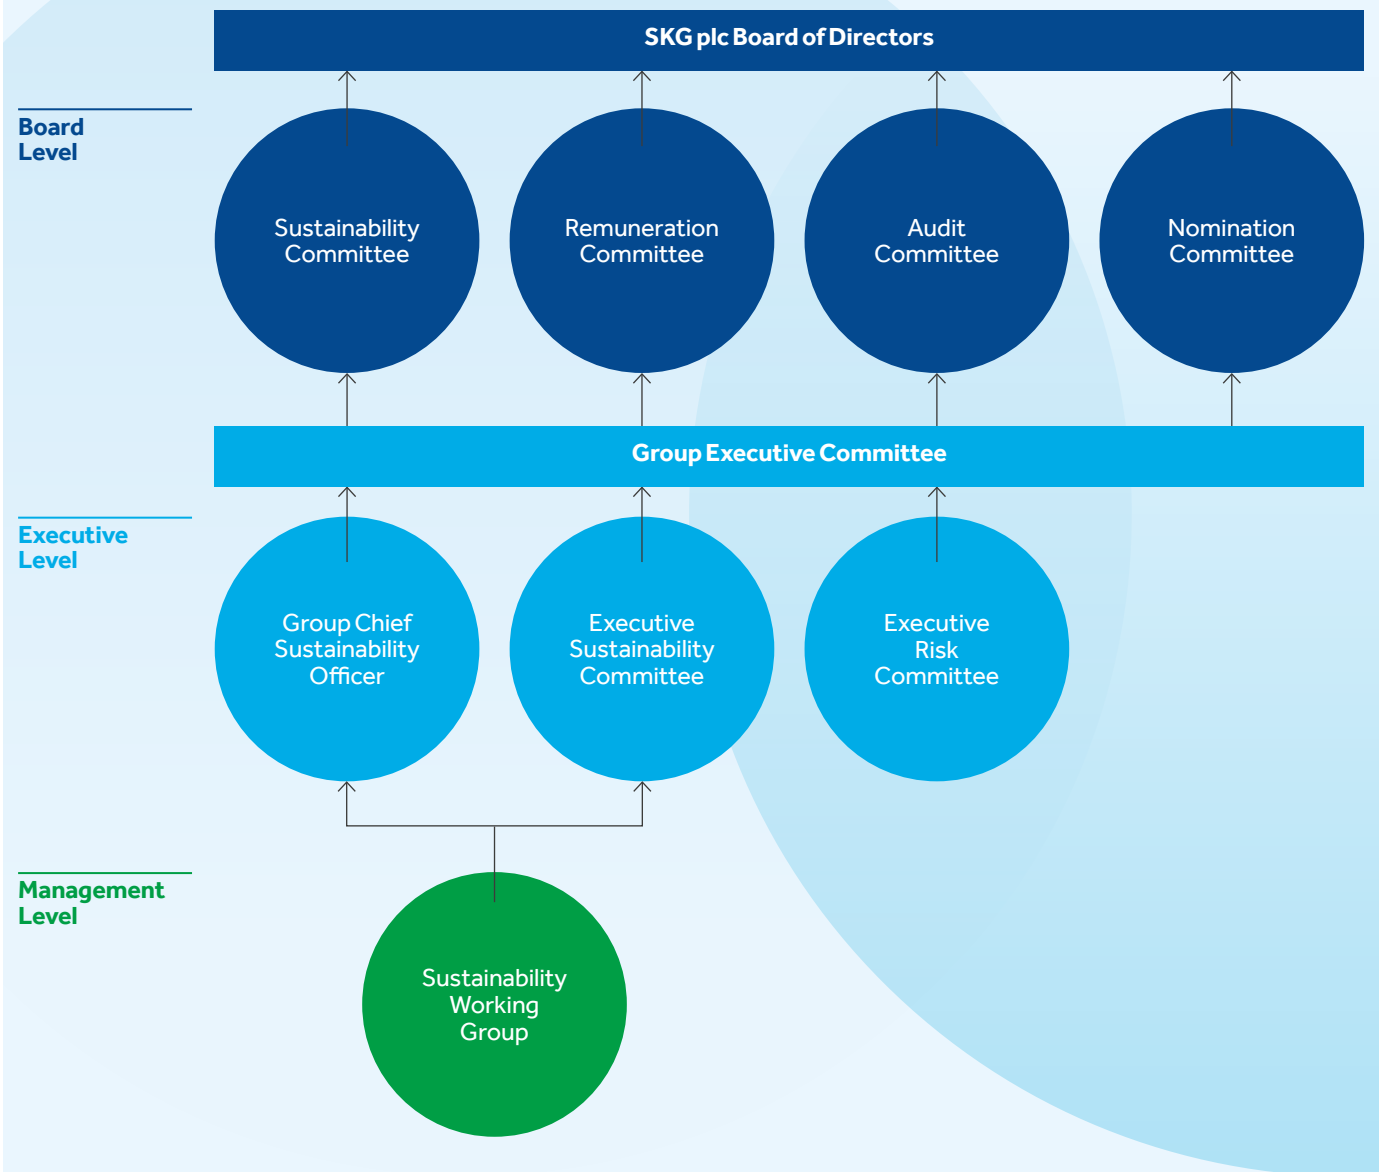 SKG plc Board of Directors
Board
Level
Sustainability
Committee
Remuneration
Committee
Audit
Committee
Nomination
Committee
Group Executive Committee
Executive
Level
Group Chief
Sustainability
Officer
Executive
Sustainability
Committee
Executive
Risk
Committee
Management
Level
Sustainability
Working
Group